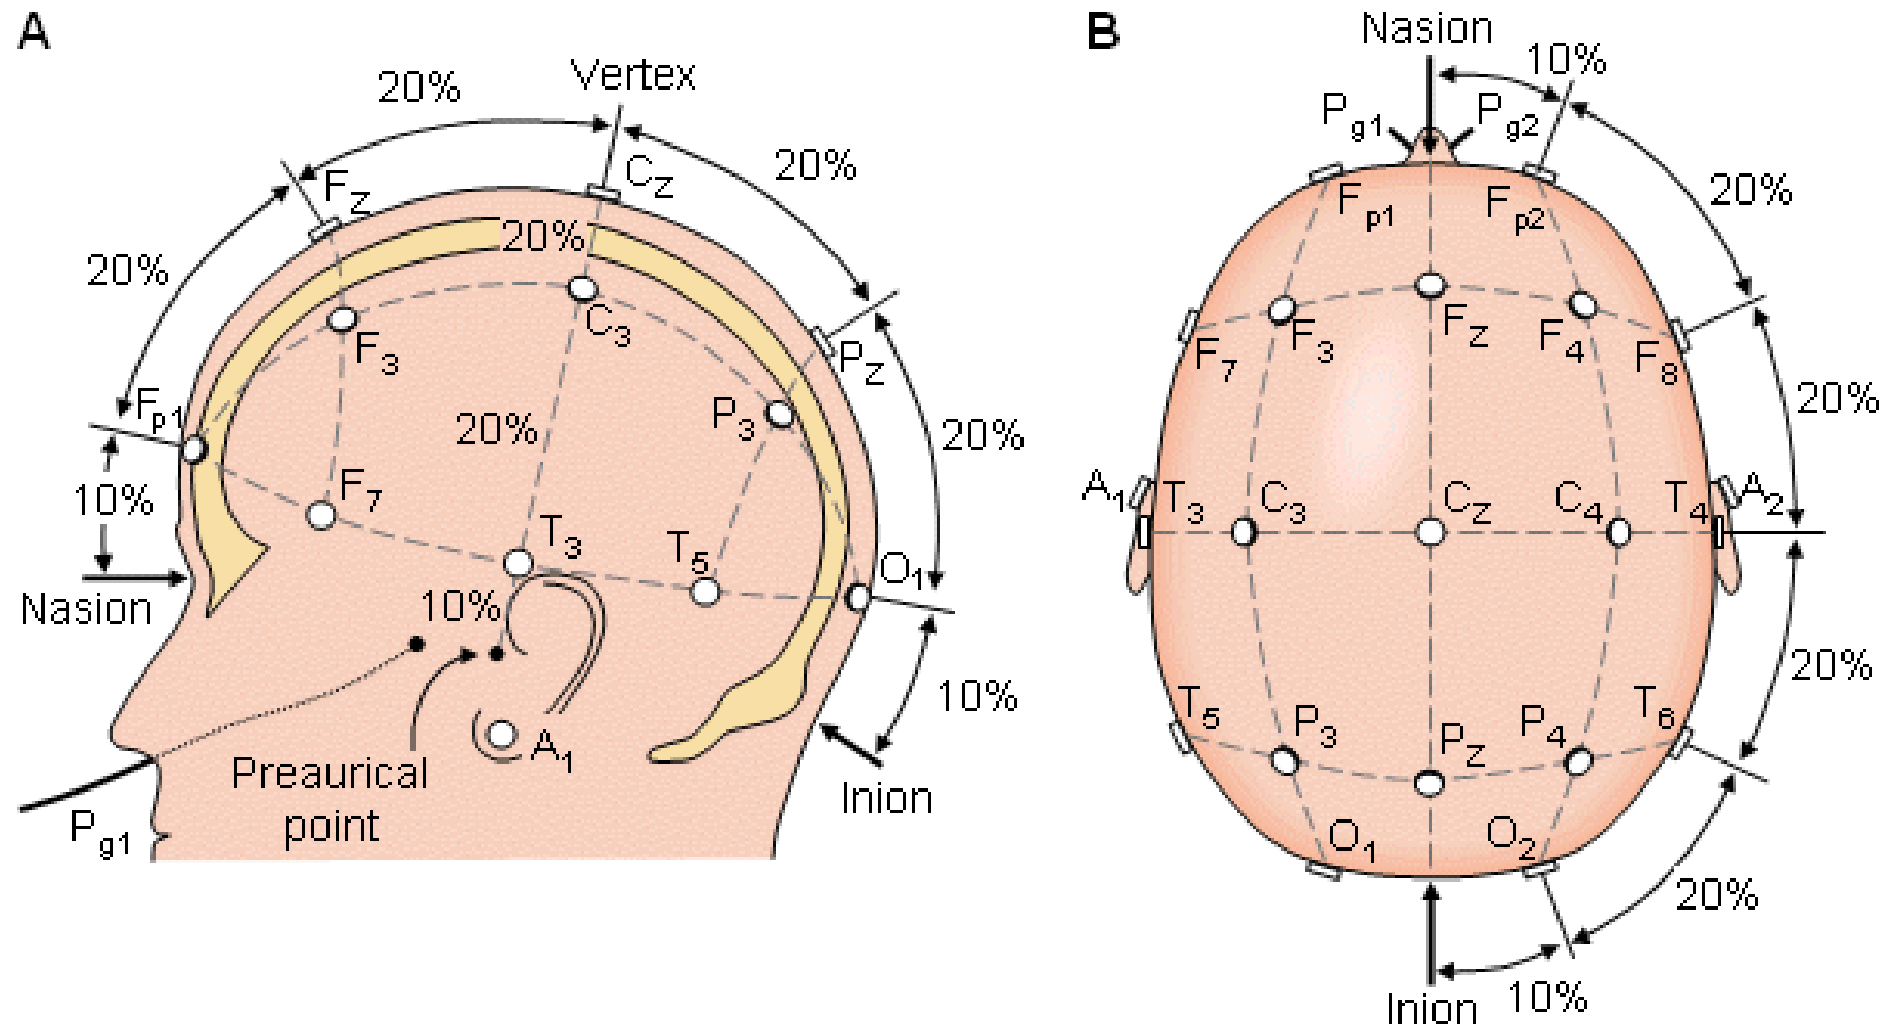 A
Vertex
20%
Cz
20%
Fz
20%
20%
C3
F3
Pz
Fp1
20%
P3
20%
10%
F7
T3
T5
O1
Nasion
10%
10%
A1
Preaurical
point
Inion
Pg1
B
Nasion
10%
Pg1
Pg2
Fp1
Fp2
20%
F7
F3
Fz
F4
F8
20%
A1
T3
C3
Cz
C4
T4
A2
20%
T5
P3
Pz
P4
T6
O1
O2
20%
Inion
10%